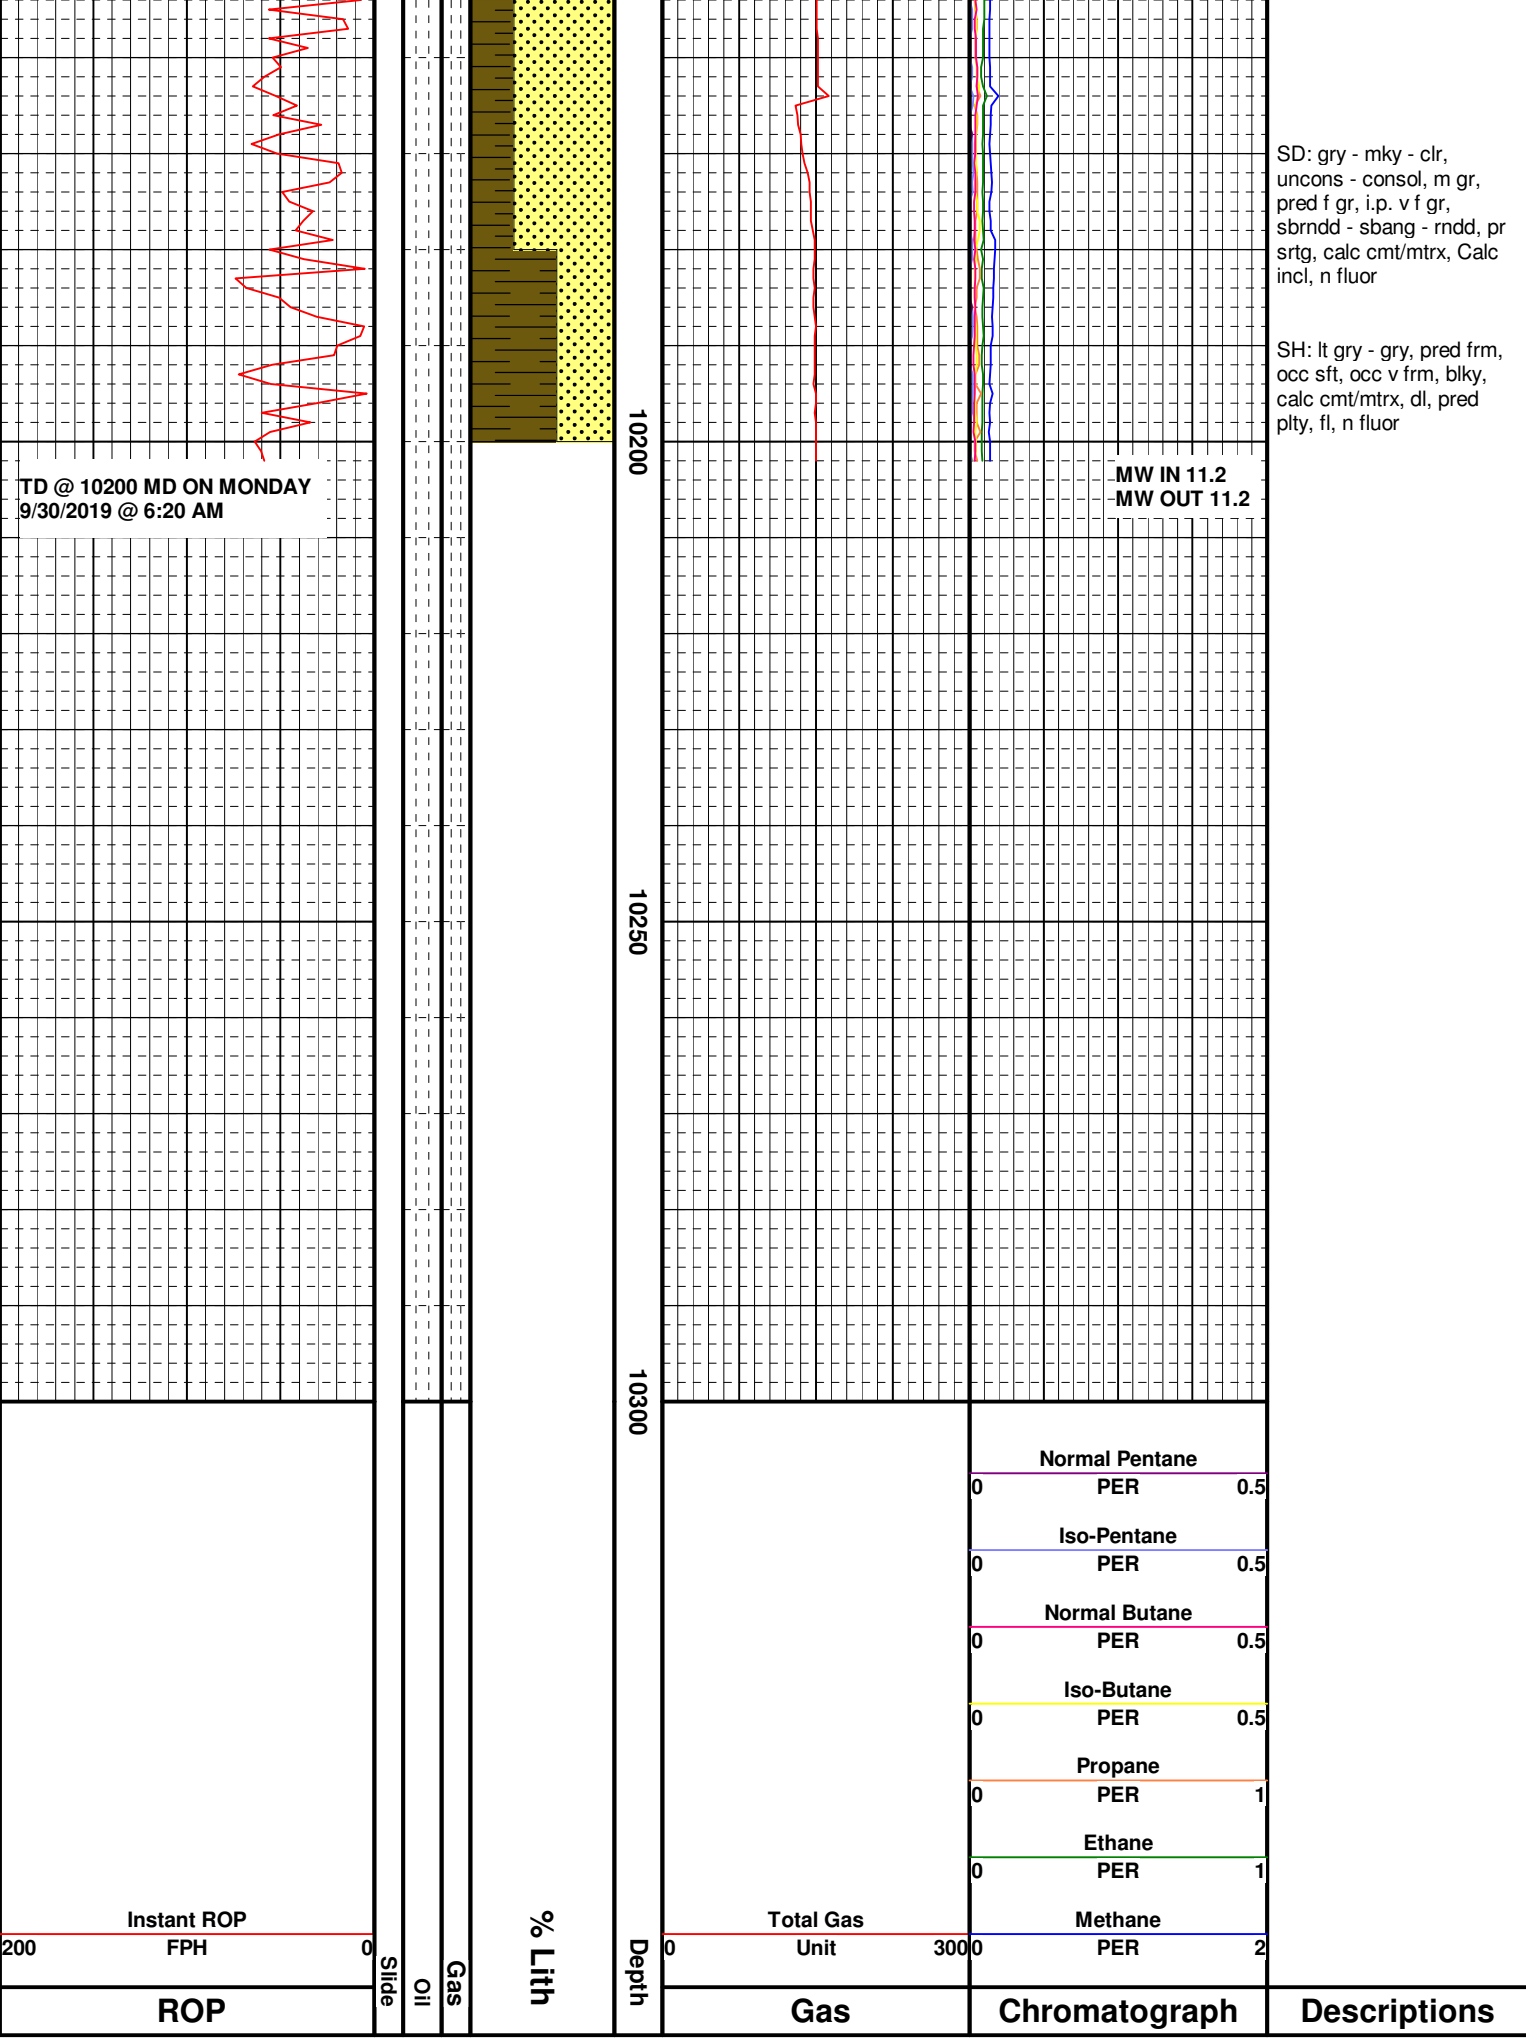 SD: gry - mky - clr,
uncons - consol, m gr,
pred f gr, i.p. v f gr,
sbrndd - sbang - rndd, pr
srtg, calc cmt/mtrx, Calc
incl, n fluor
SH: lt gry - gry, pred frm,
occ sft, occ v frm, blky,
calc cmt/mtrx, dl, pred
plty, fl, n fluor
10200
TD @ 10200 MD ON MONDAY
9/30/2019 @ 6:20 AM
MW IN 11.2
MW OUT 11.2
10250
10300
Normal Pentane
0 PER 0.5
Iso-Pentane
0 PER 0.5
Normal Butane
0 PER 0.5
Iso-Butane
0 PER 0.5
Propane
0 PER 1
Ethane
0 PER 1
Instant ROP
200 FPH 0
Total Gas
0 Unit 300
Methane
0 PER 2
Slide
Oil
Gas
% Lith
Depth
ROP
Gas
Chromatograph
Descriptions